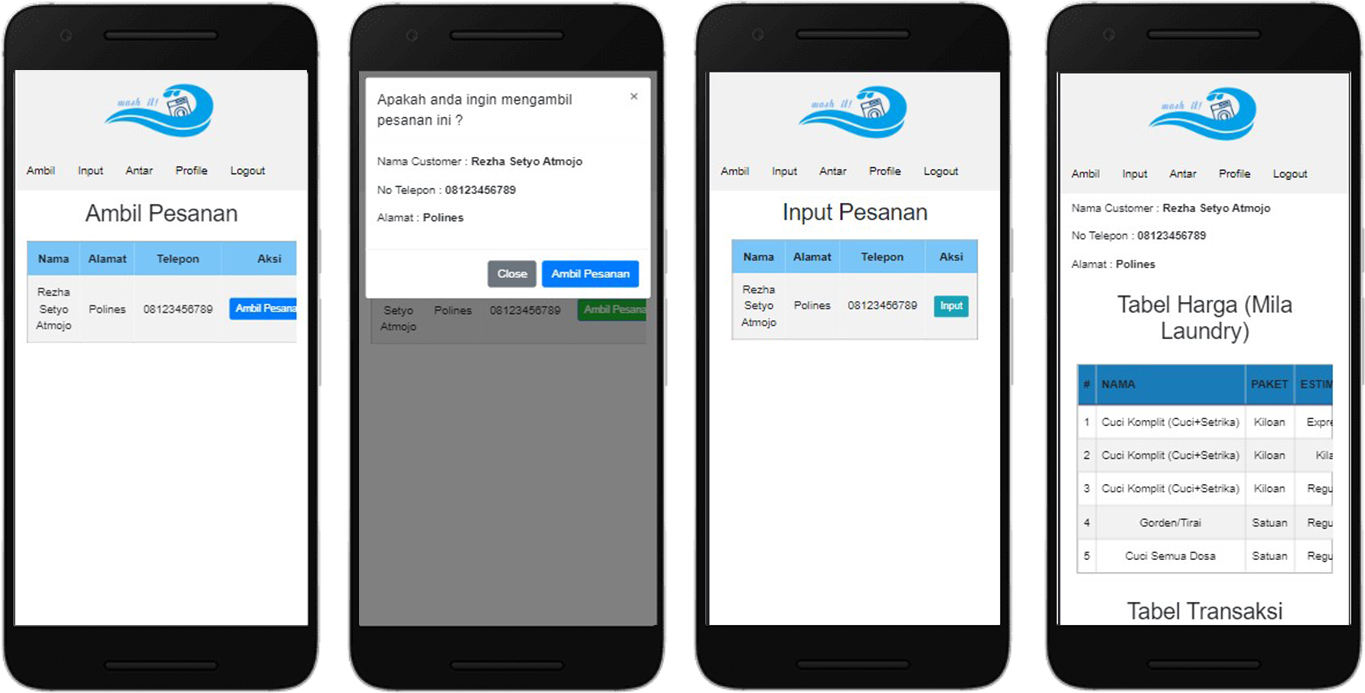 mash it!
Ambil Input Antar Profile Logout
Ambil Pesanan
Nama Alamat Telepon Aksi
Rezha Setyo Atmojo Polines 08123456789 Ambil Pesana
Apakah anda ingin mengambil
pesanan ini ?
×
Nama Customer : Rezha Setyo Atmojo
No Telepon : 08123456789
Alamat : Polines
Close Ambil Pesanan
Setyo Atmojo Polines 08123456789 Ambil Pesana
mash it!
Ambil Input Antar Profile Logout
Input Pesanan
Nama Alamat Telepon Aksi
Rezha Setyo Atmojo Polines 08123456789 Input
mash it!
Ambil Input Antar Profile Logout
Nama Customer : Rezha Setyo Atmojo
No Telepon : 08123456789
Alamat : Polines
Tabel Harga (Mila
Laundry)
# NAMA PAKET ESTIM
1 Cuci Komplit (Cuci+Setrika) Kiloan Expre
2 Cuci Komplit (Cuci+Setrika) Kiloan Kila
3 Cuci Komplit (Cuci+Setrika) Kiloan Regu
4 Gorden/Tirai Satuan Regu
5 Cuci Semua Dosa Satuan Regu
Tabel Transaksi